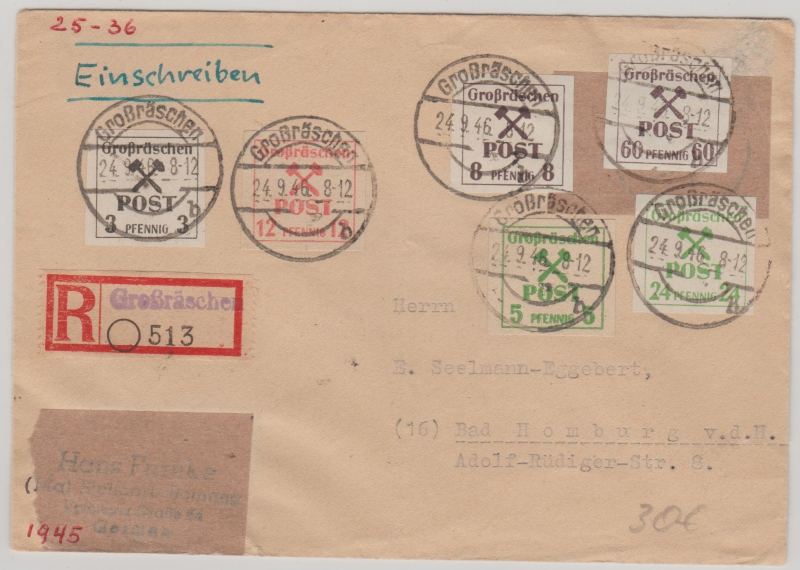 25-36
Einschreiben
Großräschen
24.9.46. 8-12
b
Großräschen
POST
3 PFENNIG 3
Großräschen
24.9.46. 8-12
b
Großräschen
POST
12 PFENNIG 12
Großräschen
24.9.46. 8-12
Großräschen
POST
8 PFENNIG 8
Großräschen
24.9.46. 8-12
Großräschen
POST
60 PFENNIG 60
Großräschen
24.9.46. 8-12
b
Großräschen
POST
5 PFENNIG 5
Großräschen
24.9.46. 8-12
b
Großräschen
POST
24 PFENNIG 24
R Großräschen
513
Herrn
E. Seelmann-Eggebert,
(16) Bad Homburg v.d.H.
Adolf-Rüdiger-Str. 8.
Hans
1945
30€